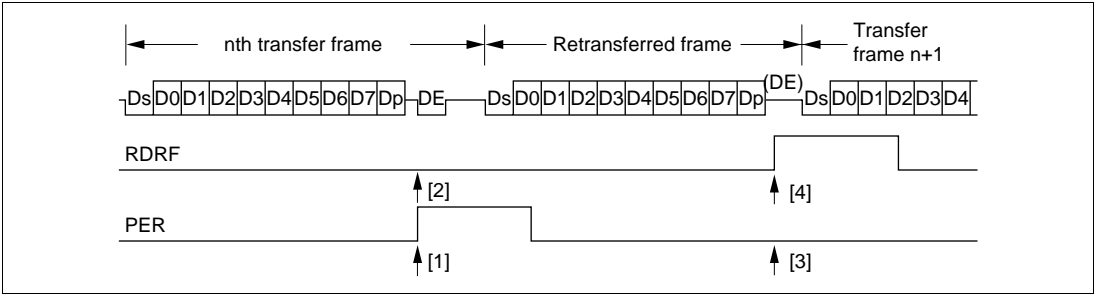 nth transfer frame
Retransferred frame
Transfer
frame n+1
Ds D0 D1 D2 D3 D4 D5 D6 D7 Dp DE Ds D0 D1 D2 D3 D4 D5 D6 D7 Dp (DE) Ds D0 D1 D2 D3 D4
RDRF
[2] [4]
PER
[1] [3]